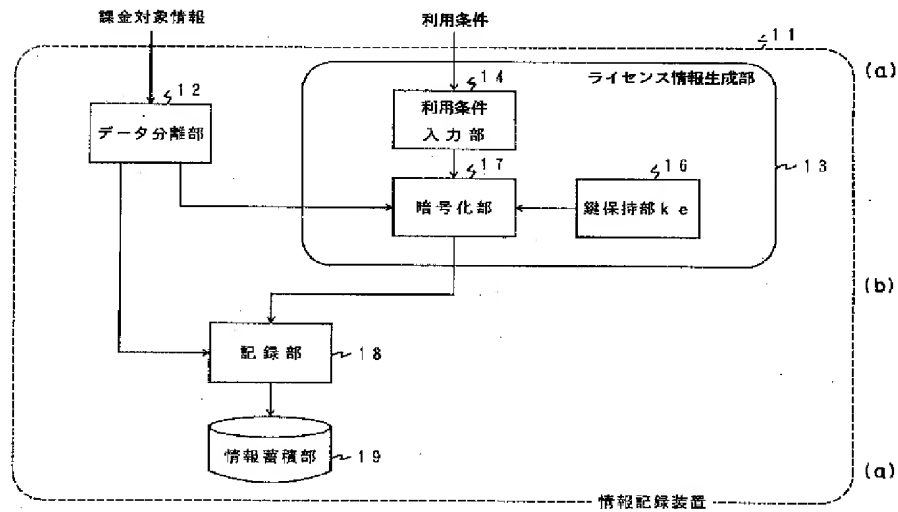 課金対象情報
利用条件
11
(a)
ライセンス情報生成部
12
データ分離部
14
利用条件
入力部
13
17
暗号化部
16
鍵保持部ke
(b)
記録部
18
情報蓄積部
19
(a)
情報記録装置